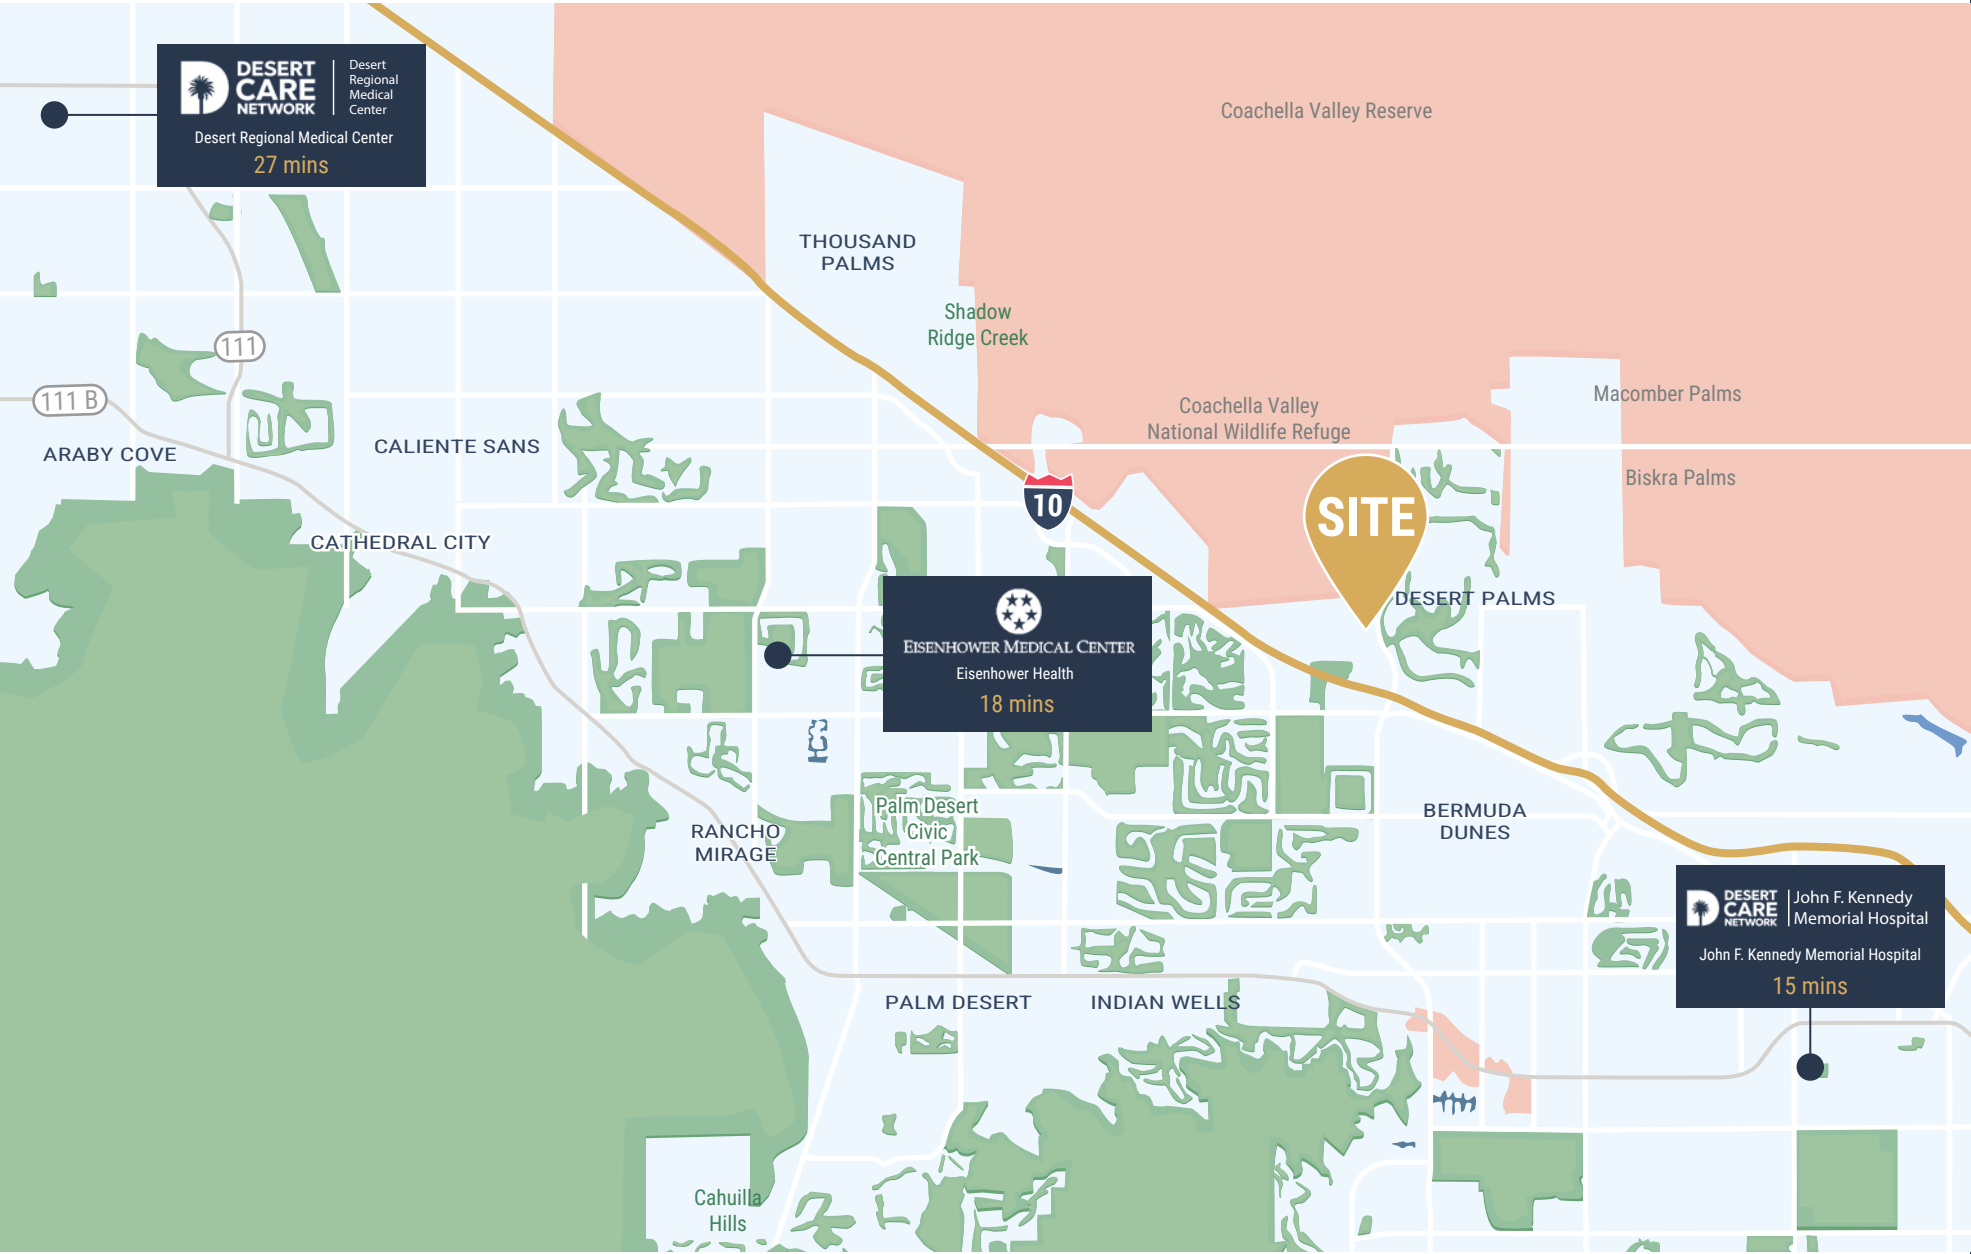 DESERT
CARE
NETWORK
Desert
Regional
Medical
Center
Desert Regional Medical Center
27 mins
Coachella Valley Reserve
THOUSAND
PALMS
Shadow
Ridge Creek
111
111 B
Macomber Palms
Coachella Valley
National Wildlife Refuge
ARABY COVE
CALIENTE SANS
Biskra Palms
10
SITE
CATHEDRAL CITY
DESERT PALMS
EISENHOWER MEDICAL CENTER
Eisenhower Health
18 mins
Palm Desert
Civic
Central Park
RANCHO
MIRAGE
BERMUDA
DUNES
DESERT
CARE
NETWORK
John F. Kennedy
Memorial Hospital
John F. Kennedy Memorial Hospital
15 mins
PALM DESERT
INDIAN WELLS
Cahuilla
Hills